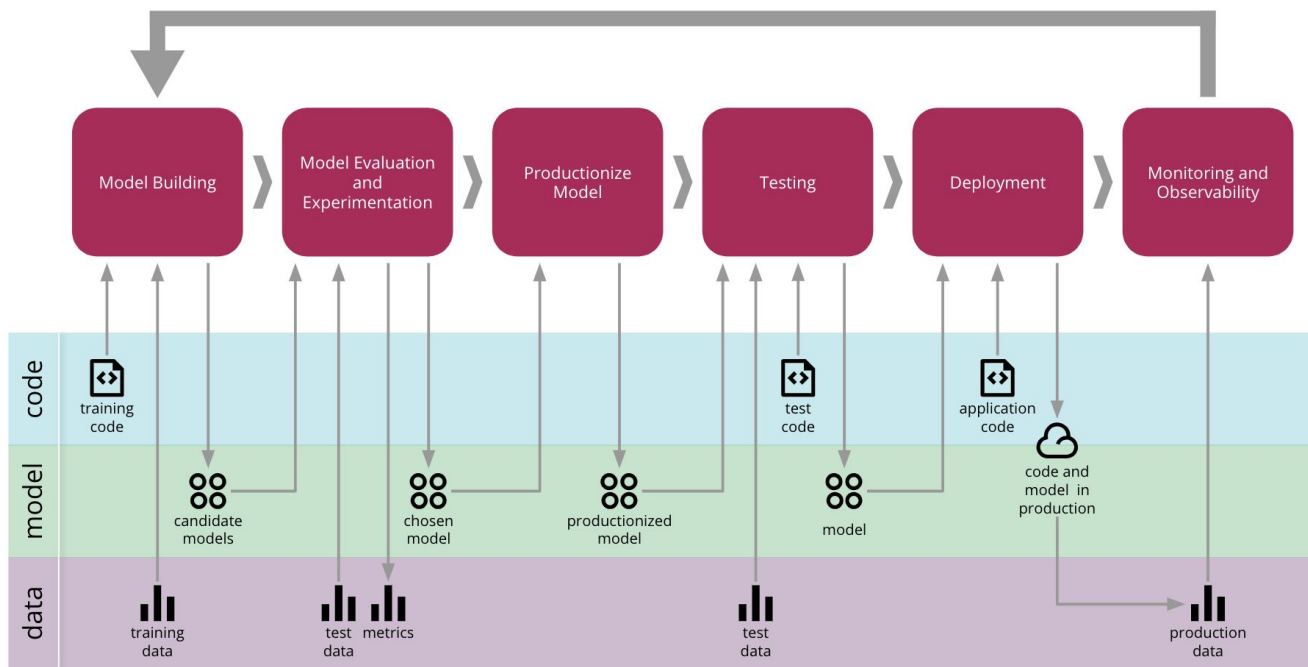 Model Building
Model Evaluation
and
Experimentation
Productionize
Model
Testing
Deployment
Monitoring and
Observability
code
training
code
test
code
application
code
model
candidate
models
chosen
model
productionized
model
model
code and
model in
production
data
training
data
test
data
metrics
test
data
production
data